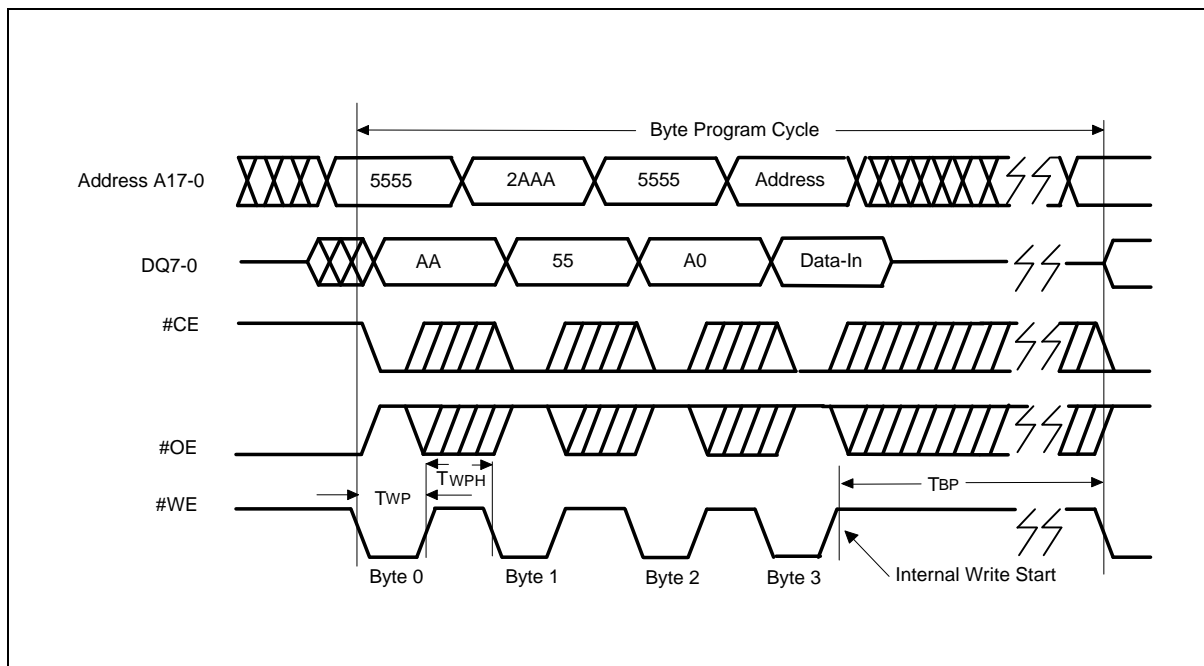 Byte Program Cycle
Address A17-0
5555
2AAA
5555
Address
DQ7-0
AA
55
A0
Data-In
#CE
#OE
TWPH
TWP
TBP
#WE
Byte 0
Byte 1
Byte 2
Byte 3
Internal Write Start